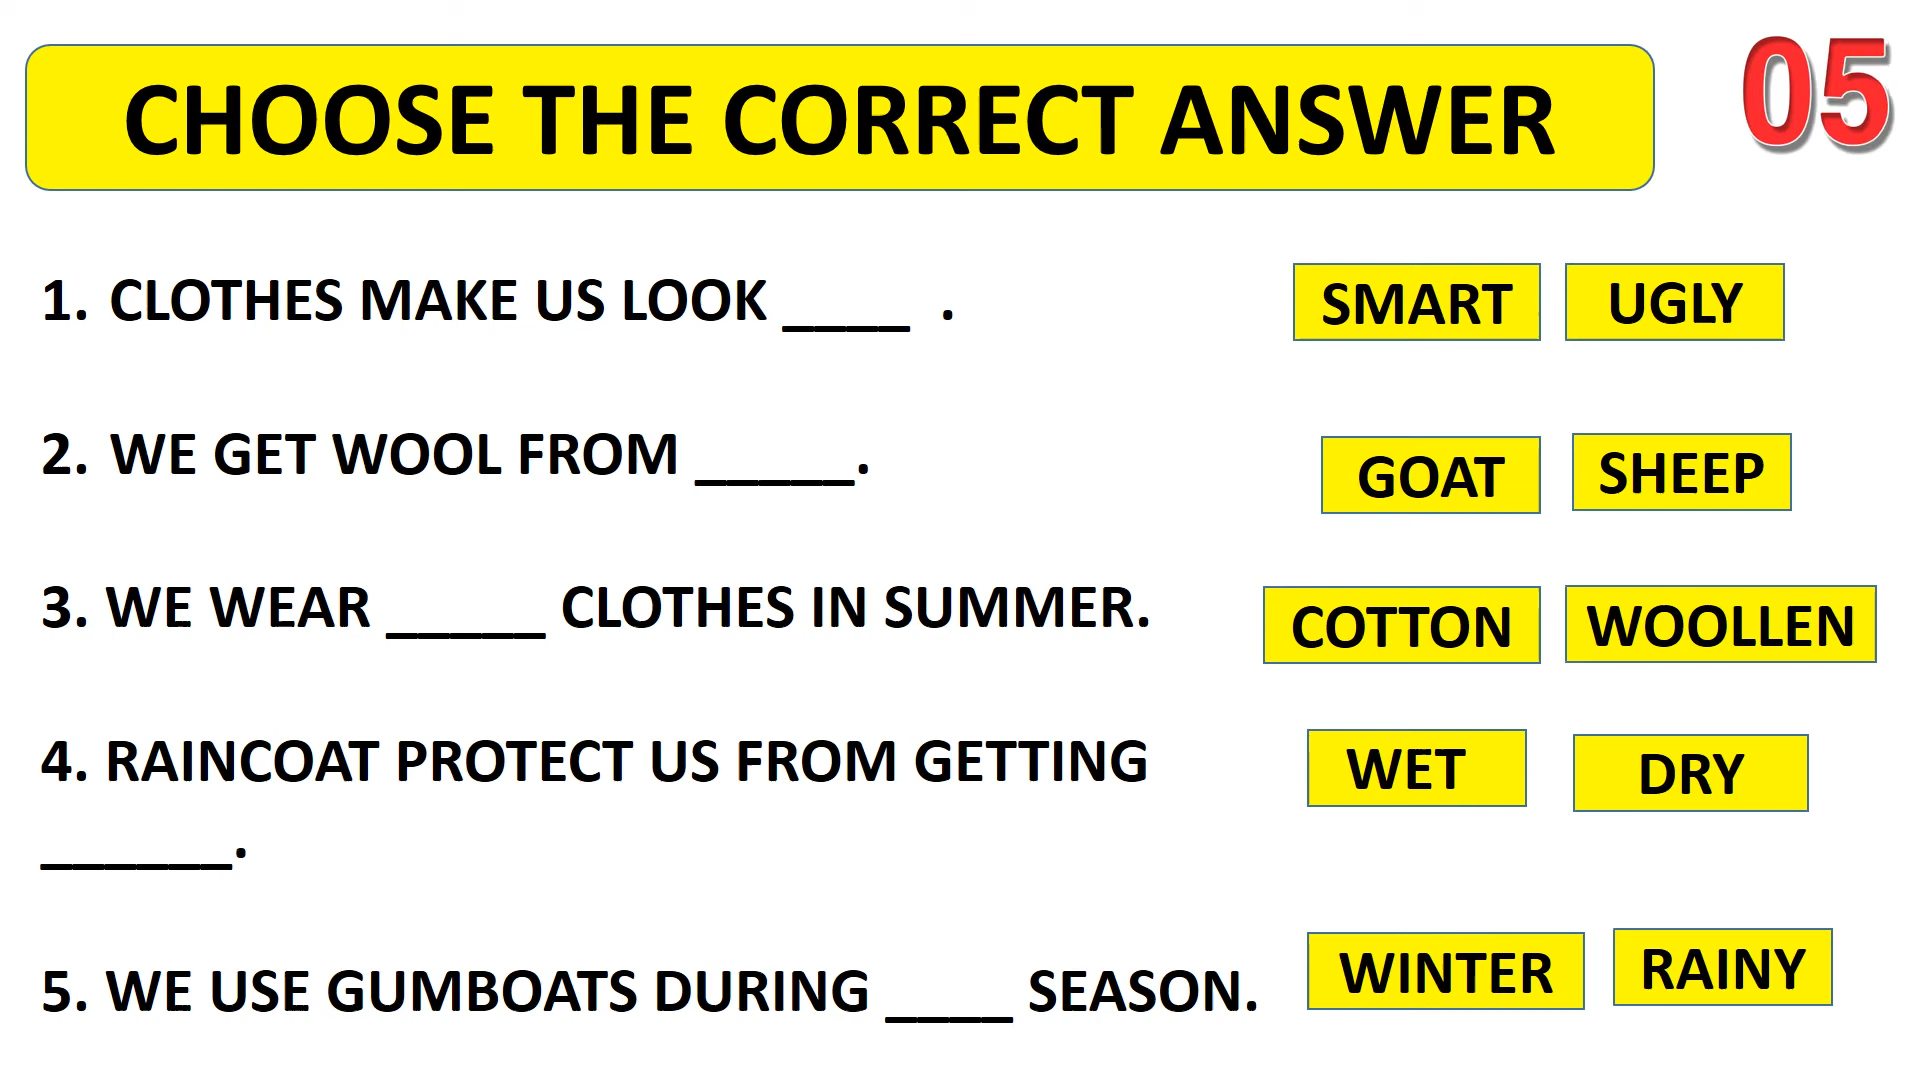 CHOOSE THE CORRECT ANSWER
05
1. CLOTHES MAKE US LOOK ____ .
SMART UGLY
2. WE GET WOOL FROM _____.
GOAT SHEEP
3. WE WEAR _____ CLOTHES IN SUMMER.
COTTON WOOLLEN
4. RAINCOAT PROTECT US FROM GETTING
______.
WET DRY
5. WE USE GUMBOATS DURING ____ SEASON.
WINTER RAINY